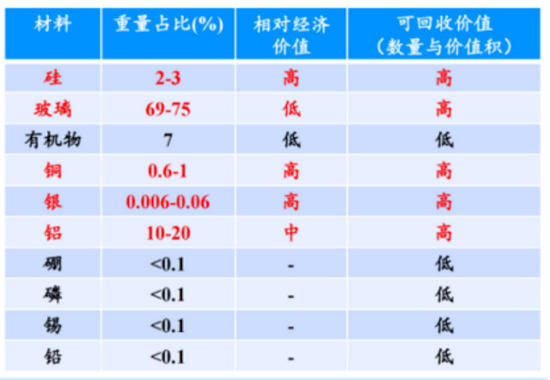 材料 重量占比(%) 相对经济价值 可回收价值（数量与价值积）
硅 2-3 高 高
玻璃 69-75 低 高
有机物 7 低 低
铜 0.6-1 高 高
银 0.006-0.06 高 高
铝 10-20 中 高
硼 <0.1 - 低
磷 <0.1 - 低
锡 <0.1 - 低
铅 <0.1 - 低